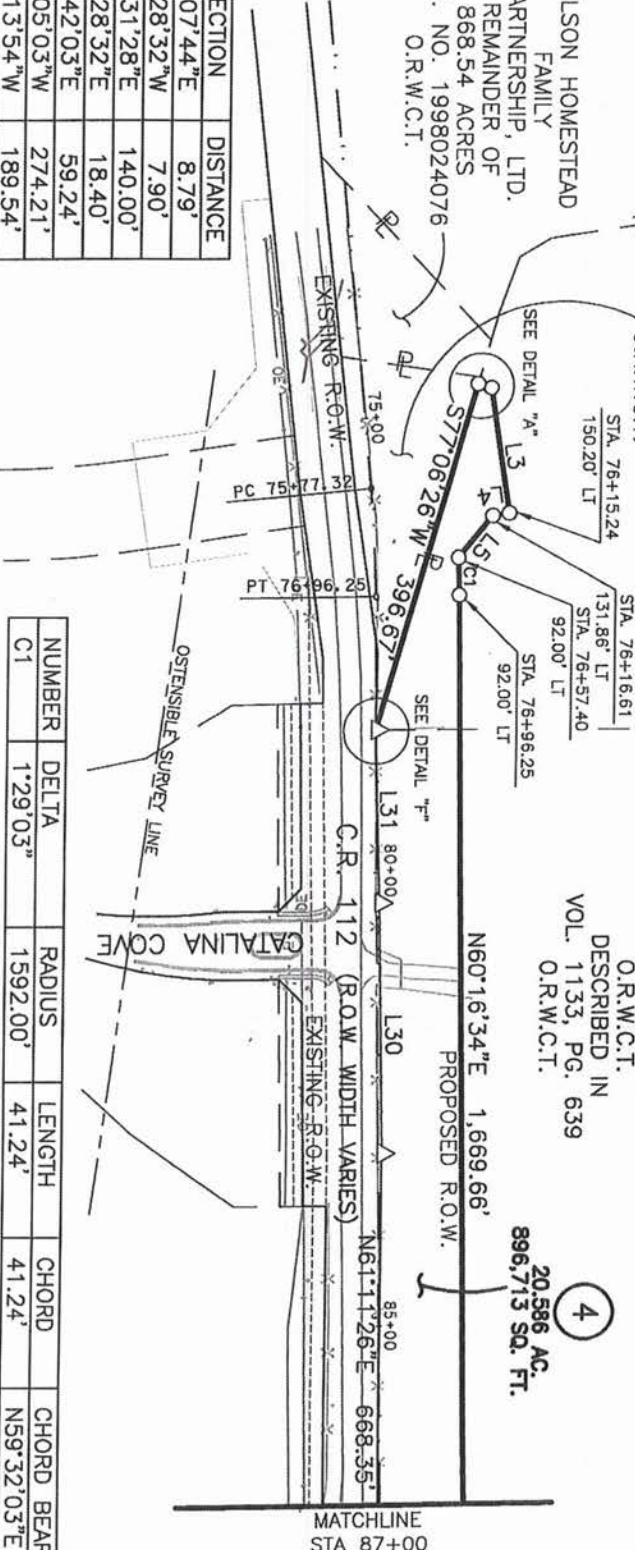 LSON HOMESTEAD
FAMILY
ARTNERSHIP, LTD.
REMAINDER OF
868.54 ACRES
. NO. 1998024076
O.R.W.C.T.
SEE DETAIL "A"
STA. 76+15.24
150.20' LT
STA. 76+16.61
131.86' LT
STA. 76+57.40
92.00' LT
STA. 76+96.25
92.00' LT
L3
L4
L5
C1
S77°06'26"W 396.67'
SEE DETAIL "F"
O.R.W.C.T.
DESCRIBED IN
VOL. 1133, PG. 639
O.R.W.C.T.
4
20.586 AC.
896,713 SQ. FT.
N60°16'34"E 1,669.66'
PROPOSED R.O.W.
75+00
EXISTING R.O.W.
PC 75+77.32
PT 76+96.25
L31
80+00
L30
C.R. 112 (R.O.W. WIDTH VARIES)
85+00
N61°11'26"E 668.35'
OE
OE
CATALINA COVE
EXISTING R.O.W.
OSTENSIBLE SURVEY LINE
MATCHLINE
STA 87+00
ECTION DISTANCE
07'44"E 8.79'
28'32"W 7.90'
31'28"E 140.00'
28'32"E 18.40'
42'03"E 59.24'
05'03"W 274.21'
13'54"W 189.54'
NUMBER DELTA RADIUS LENGTH CHORD CHORD BEAR
C1 1°29'03" 1592.00' 41.24' 41.24' N59°32'03"E